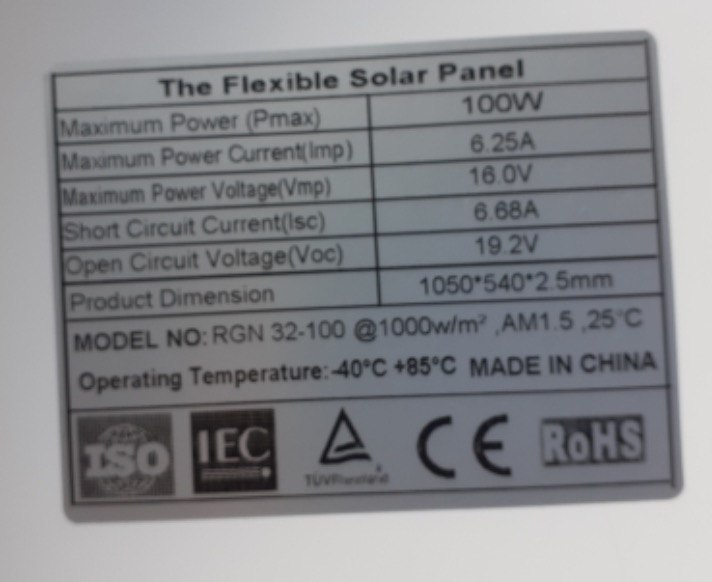 The Flexible Solar Panel
Maximum Power (Pmax) 100W
Maximum Power Current(Imp) 6.25A
Maximum Power Voltage(Vmp) 16.0V
Short Circuit Current(Isc) 6.68A
Open Circuit Voltage(Voc) 19.2V
Product Dimension 1050*540*2.5mm
MODEL NO: RGN 32-100 @1000w/m² ,AM1.5 ,25°C
Operating Temperature:-40°C +85°C MADE IN CHINA
ISO IEC CE RoHS
TÜVRheinland